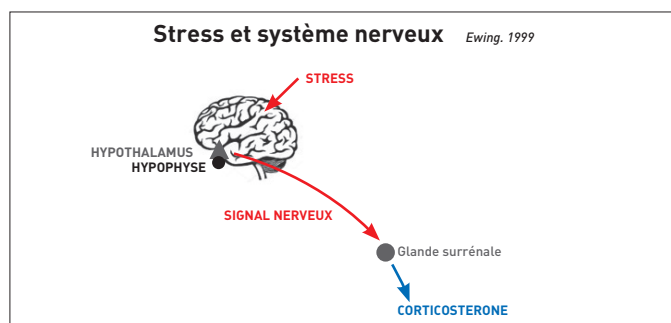 Stress et système nerveux Ewing. 1999
STRESS
HYPOTHALAMUS
HYPOPHYSE
SIGNAL NERVEUX
Glande surrénale
CORTICOSTERONE